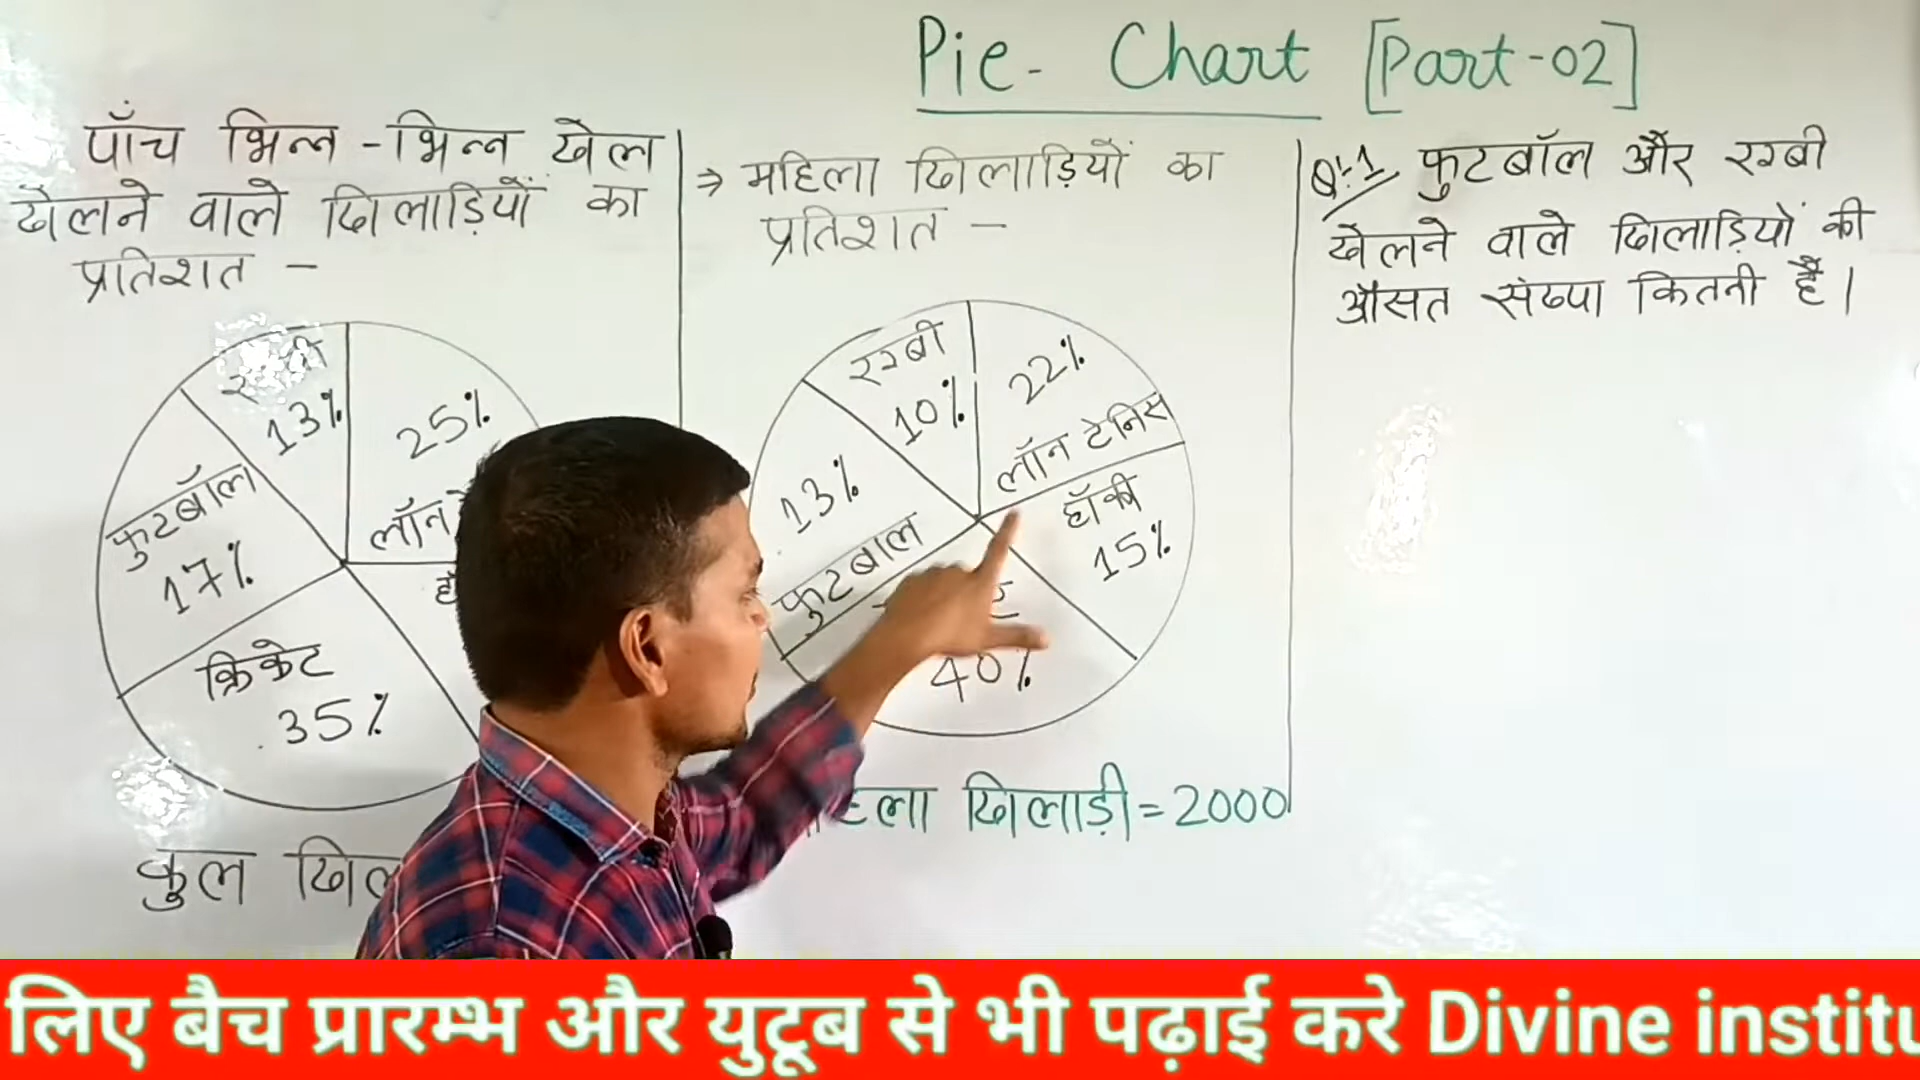 Pie- Chart [Part-02]
पाँच भिन्न -भिन्न खेल
खेलने वाले खिलाड़ियों का
प्रतिशत -
13%
25%
लॉन
फुटबॉल
17%
क्रिकेट
35%
कुल
⇒ महिला खिलाड़ियों का
प्रतिशत -
रग्बी
10%
22%
लॉन टेनिस
हॉकी
15%
13%
फुटबाल
40%
खिलाड़ी = 2000
Q:-1 फुटबॉल और रग्बी
खेलने वाले खिलाड़ियों की
औसत संख्या कितनी है।
लिए बैच प्रारम्भ और युटूब से भी पढ़ाई करे Divine institu